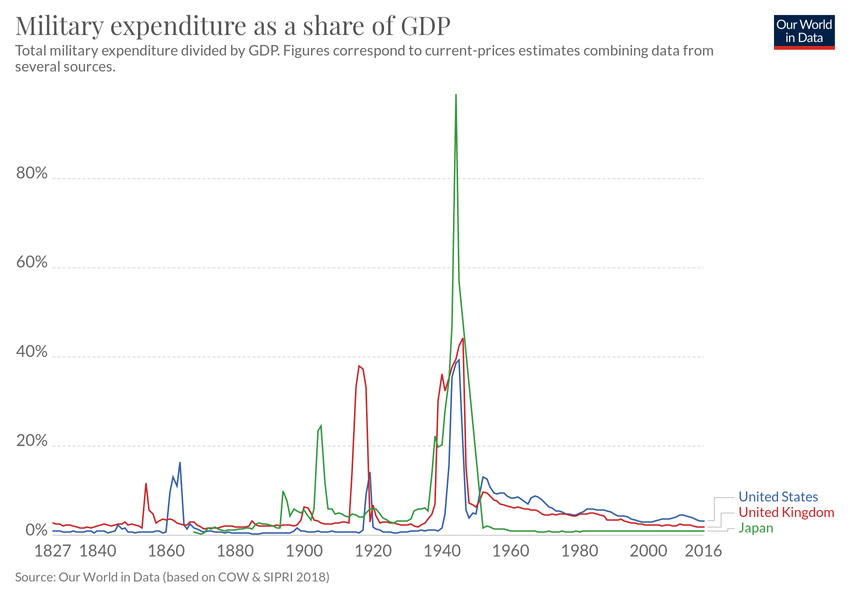 Military expenditure as a share of GDP
Our World
in Data
Total military expenditure divided by GDP. Figures correspond to current-prices estimates combining data from
several sources.
80%
60%
40%
20%
0%
1827 1840 1860 1880 1900 1920 1940 1960 1980 2000 2016
United States
United Kingdom
Japan
Source: Our World in Data (based on COW & SIPRI 2018)